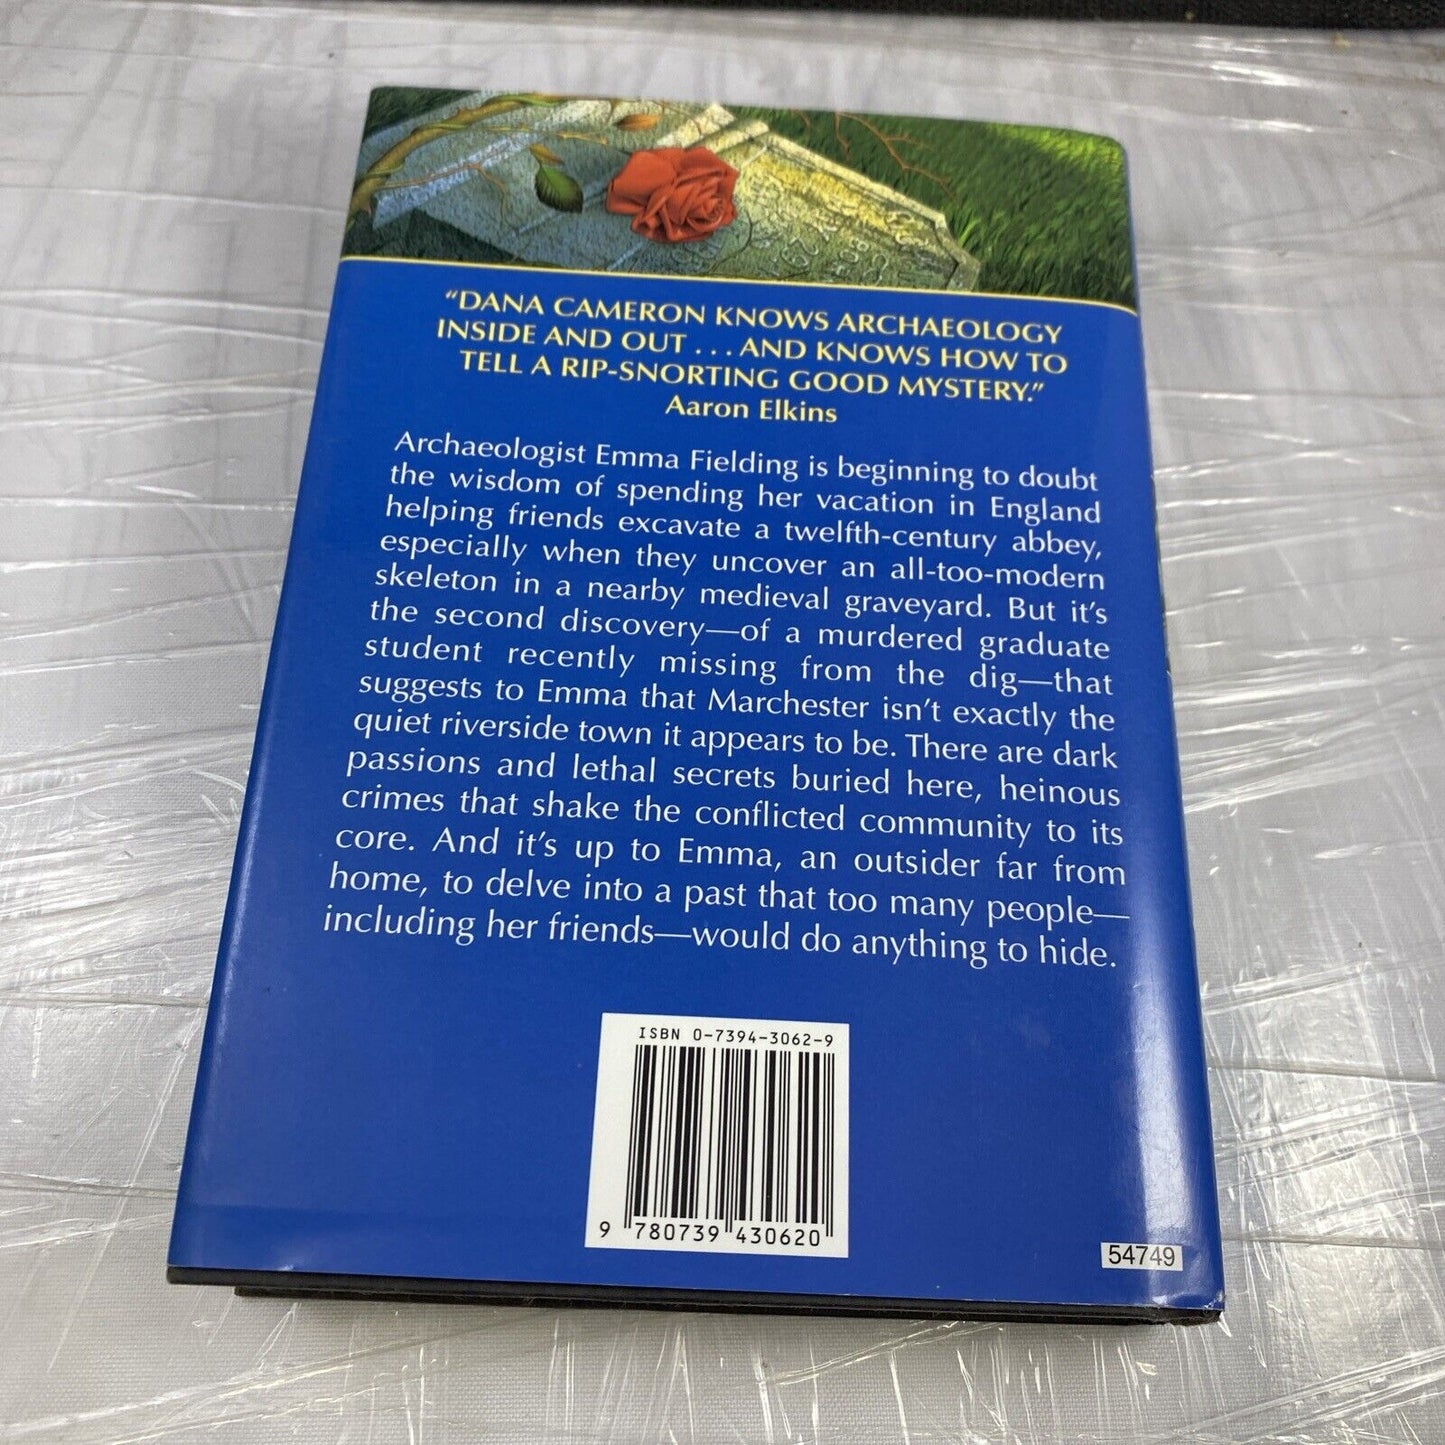 “DANA CAMERON KNOWS ARCHAEOLOGY
INSIDE AND OUT . . . AND KNOWS HOW TO
TELL A RIP-SNORTING GOOD MYSTERY.”
Aaron Elkins
Archaeologist Emma Fielding is beginning to doubt
the wisdom of spending her vacation in England
helping friends excavate a twelfth-century abbey,
especially when they uncover an all-too-modern
skeleton in a nearby medieval graveyard. But it’s
the second discovery—of a murdered graduate
student recently missing from the dig—that
suggests to Emma that Marchester isn’t exactly the
quiet riverside town it appears to be. There are dark
passions and lethal secrets buried here, heinous
crimes that shake the conflicted community to its
core. And it’s up to Emma, an outsider far from
home, to delve into a past that too many people—
including her friends—would do anything to hide.
ISBN 0-7394-3062-9
9 780739 430620
54749